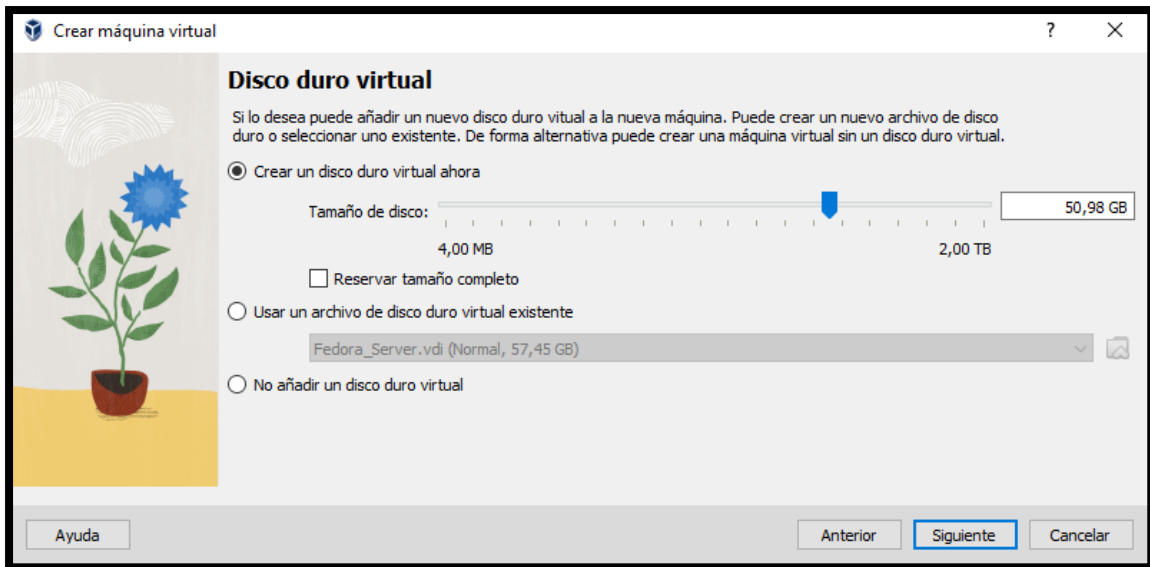 Crear máquina virtual
?
Disco duro virtual
Si lo desea puede añadir un nuevo disco duro vitual a la nueva máquina. Puede crear un nuevo archivo de disco
duro o seleccionar uno existente. De forma alternativa puede crear una máquina virtual sin un disco duro virtual.
Crear un disco duro virtual ahora
Tamaño de disco:
50,98 GB
4,00 MB
2,00 TB
Reservar tamaño completo
Usar un archivo de disco duro virtual existente
Fedora_Server.vdi (Normal, 57,45 GB)
No añadir un disco duro virtual
Ayuda
Anterior
Siguiente
Cancelar